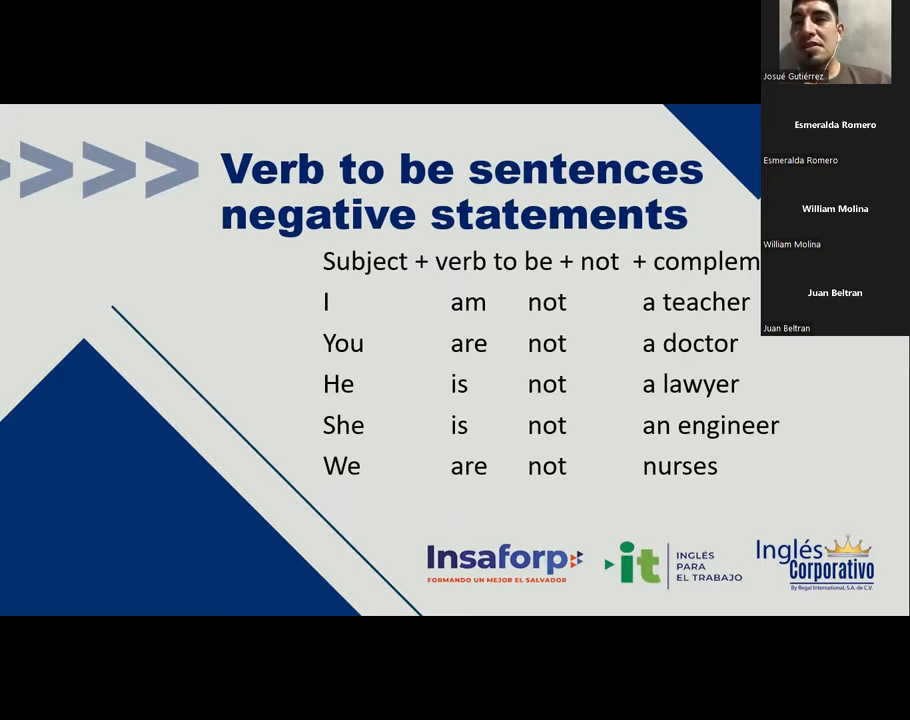 Josué Gutiérrez
Esmeralda Romero
Esmeralda Romero
William Molina
William Molina
Juan Beltran
Juan Beltran
>>>>
Verb to be sentences
negative statements
Subject + verb to be + not + complem
I am not a teacher
You are not a doctor
He is not a lawyer
She is not an engineer
We are not nurses
Insaforp
FORMANDO UN MEJOR EL SALVADOR
it
INGLÉS
PARA
EL TRABAJO
Inglés
Corporativo
By Regal International, S.A. de C.V.